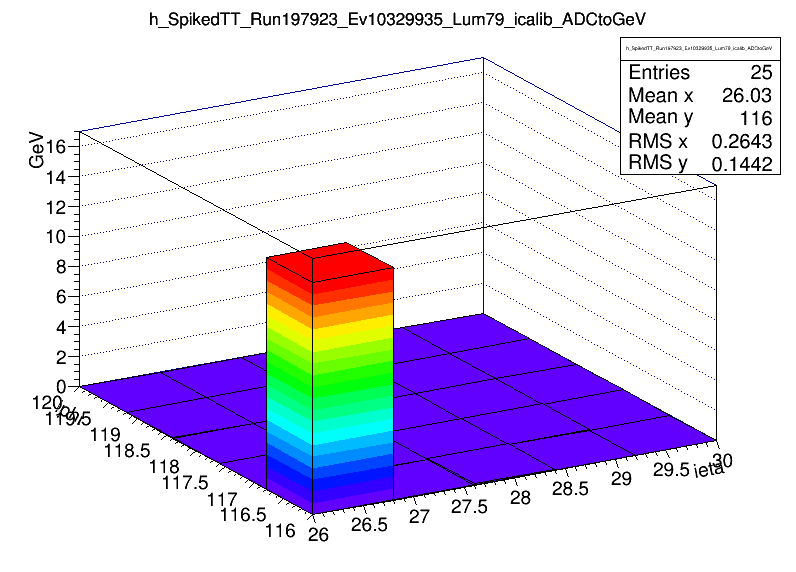 h_SpikedTT_Run197923_Ev10329935_Lum79_icalib_ADCtoGeV
h_SpikedTT_Run197923_Ev10329935_Lum79_icalib_ADCtoGeV
Entries 25
Mean x 26.03
Mean y 116
RMS x 0.2643
RMS y 0.1442
GeV
16
14
12
10
8
6
4
2
0
120
iphi
119.5
119
118.5
118
117.5
117
116.5
116
26
26.5
27
27.5
28
28.5
29
29.5
30
ieta